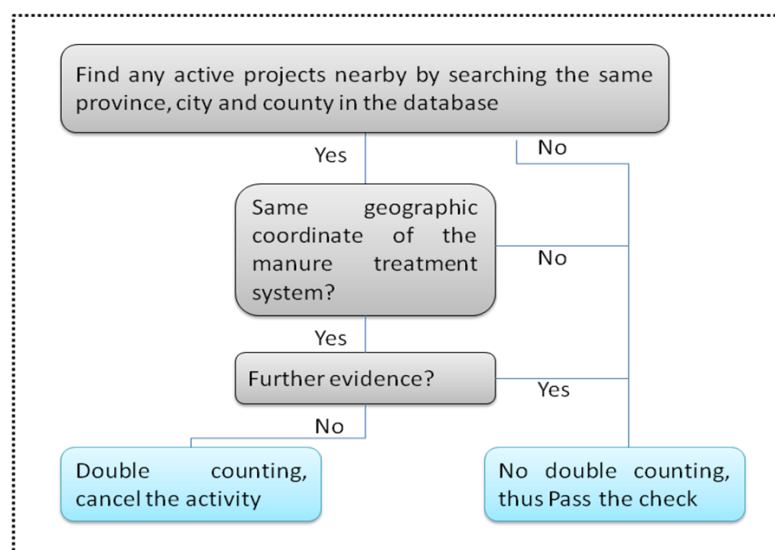 Find any active projects nearby by searching the same
province, city and county in the database
Yes
No
Same geographic
coordinate of the
manure treatment
system?
No
Yes
Further evidence?
Yes
No
Double counting,
cancel the activity
No double counting,
thus Pass the check